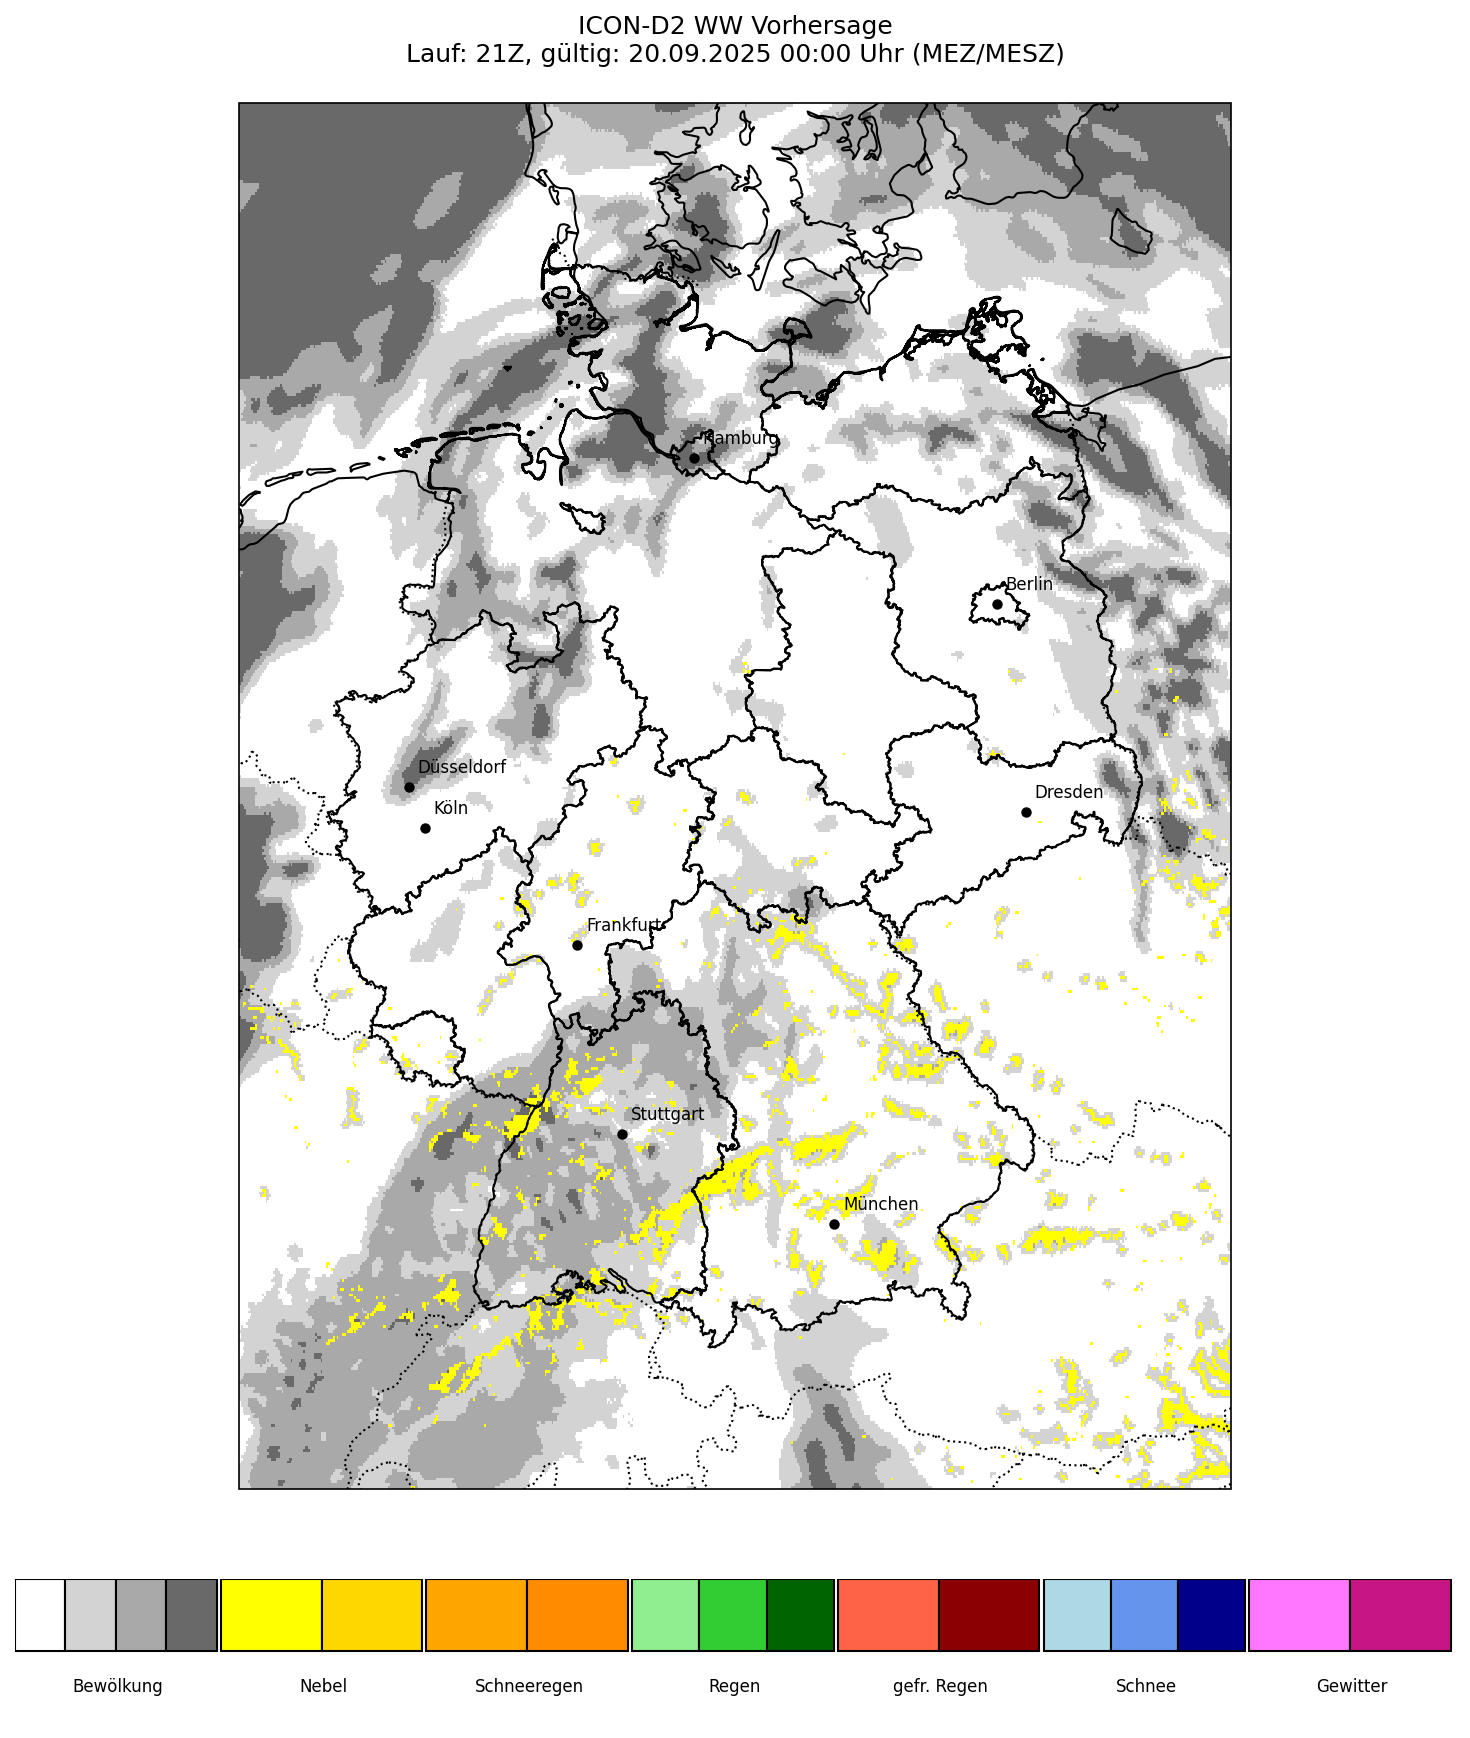 ICON-D2 WW Vorhersage
Lauf: 21Z, gültig: 20.09.2025 00:00 Uhr (MEZ/MESZ)
Hamburg
Berlin
Düsseldorf
Köln
Dresden
Frankfurt
Stuttgart
München
Bewölkung
Nebel
Schneeregen
Regen
gefr. Regen
Schnee
Gewitter